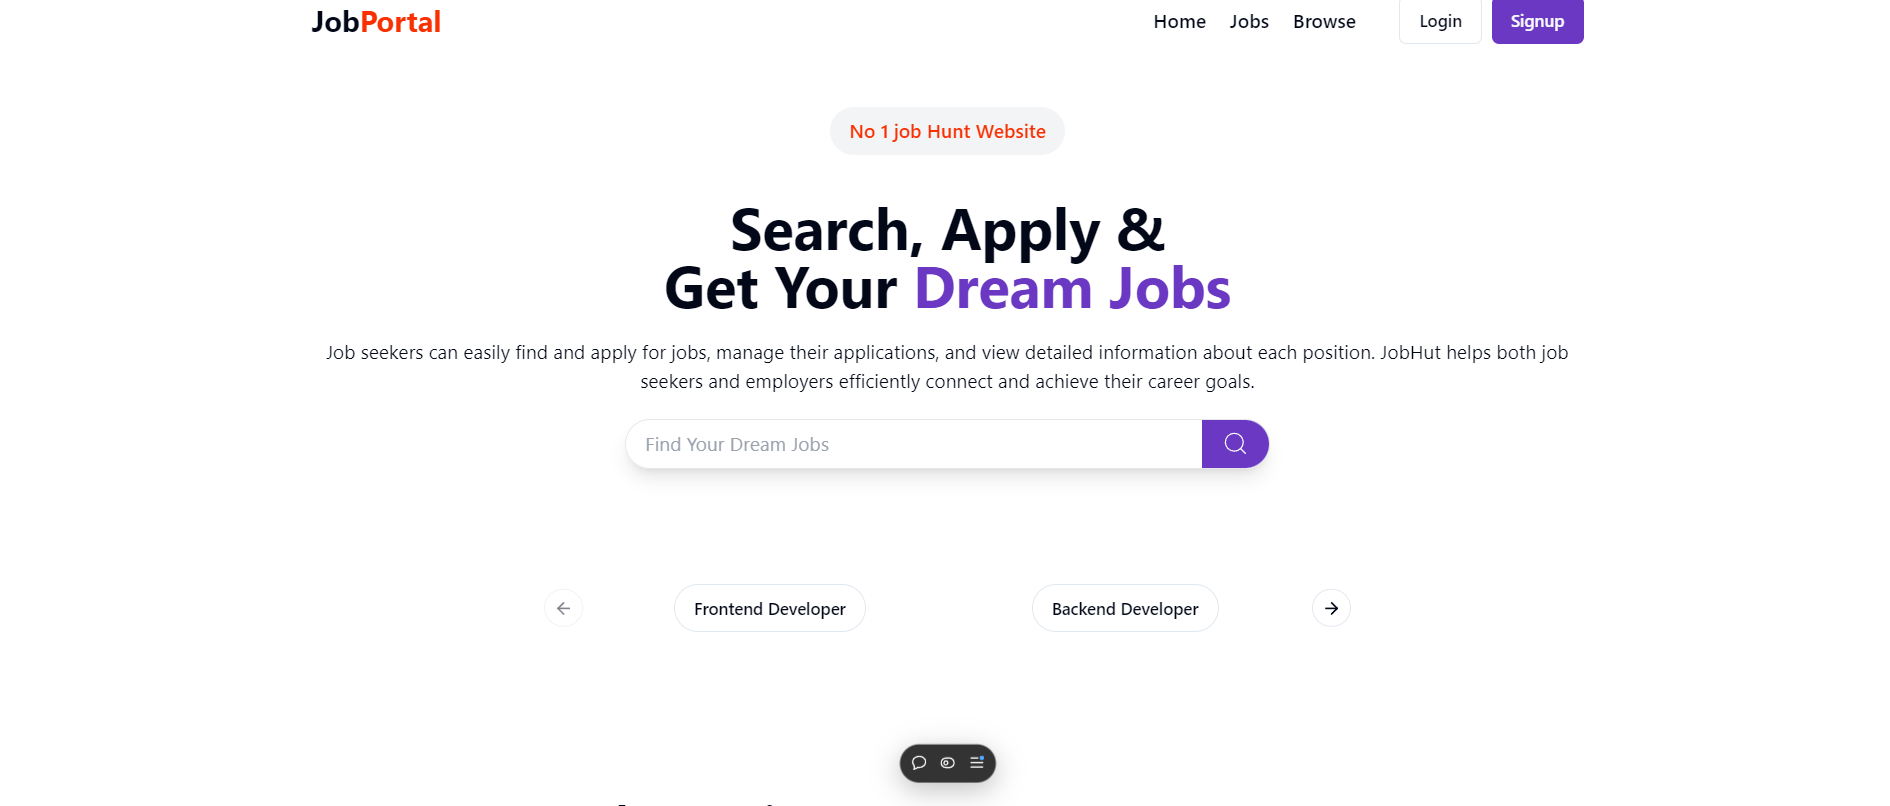 JobPortal
Home
Jobs
Browse
Login
Signup
No 1 job Hunt Website
Search, Apply &
Get Your Dream Jobs
Job seekers can easily find and apply for jobs, manage their applications, and view detailed information about each position. JobHut helps both job
seekers and employers efficiently connect and achieve their career goals.
Find Your Dream Jobs
Frontend Developer
Backend Developer